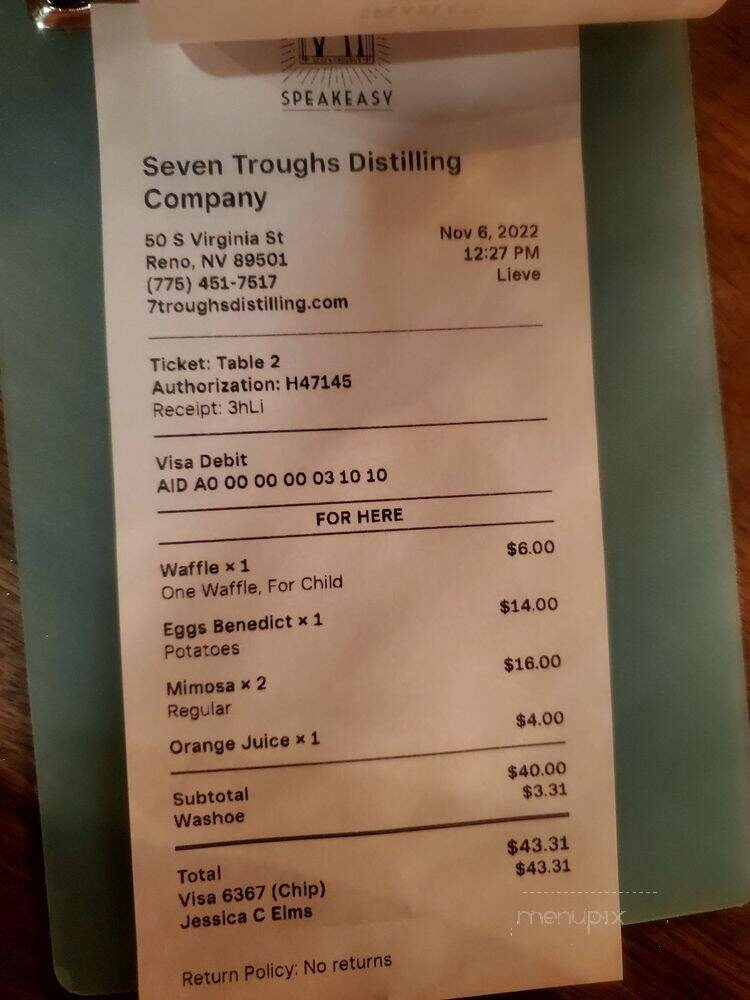 SPEAKEASY
Seven Troughs Distilling
Company
50 S Virginia St
Reno, NV 89501
(775) 451-7517
7troughsdistilling.com
Nov 6, 2022
12:27 PM
Lieve
Ticket: Table 2
Authorization: H47145
Receipt: 3hLi
Visa Debit
AID A0 00 00 00 03 10 10
FOR HERE
Waffle × 1 $6.00
One Waffle, For Child
Eggs Benedict × 1 $14.00
Potatoes
Mimosa × 2 $16.00
Regular
Orange Juice × 1 $4.00
Subtotal $40.00
Washoe $3.31
Total $43.31
Visa 6367 (Chip) $43.31
Jessica C Elms
Return Policy: No returns
menupix